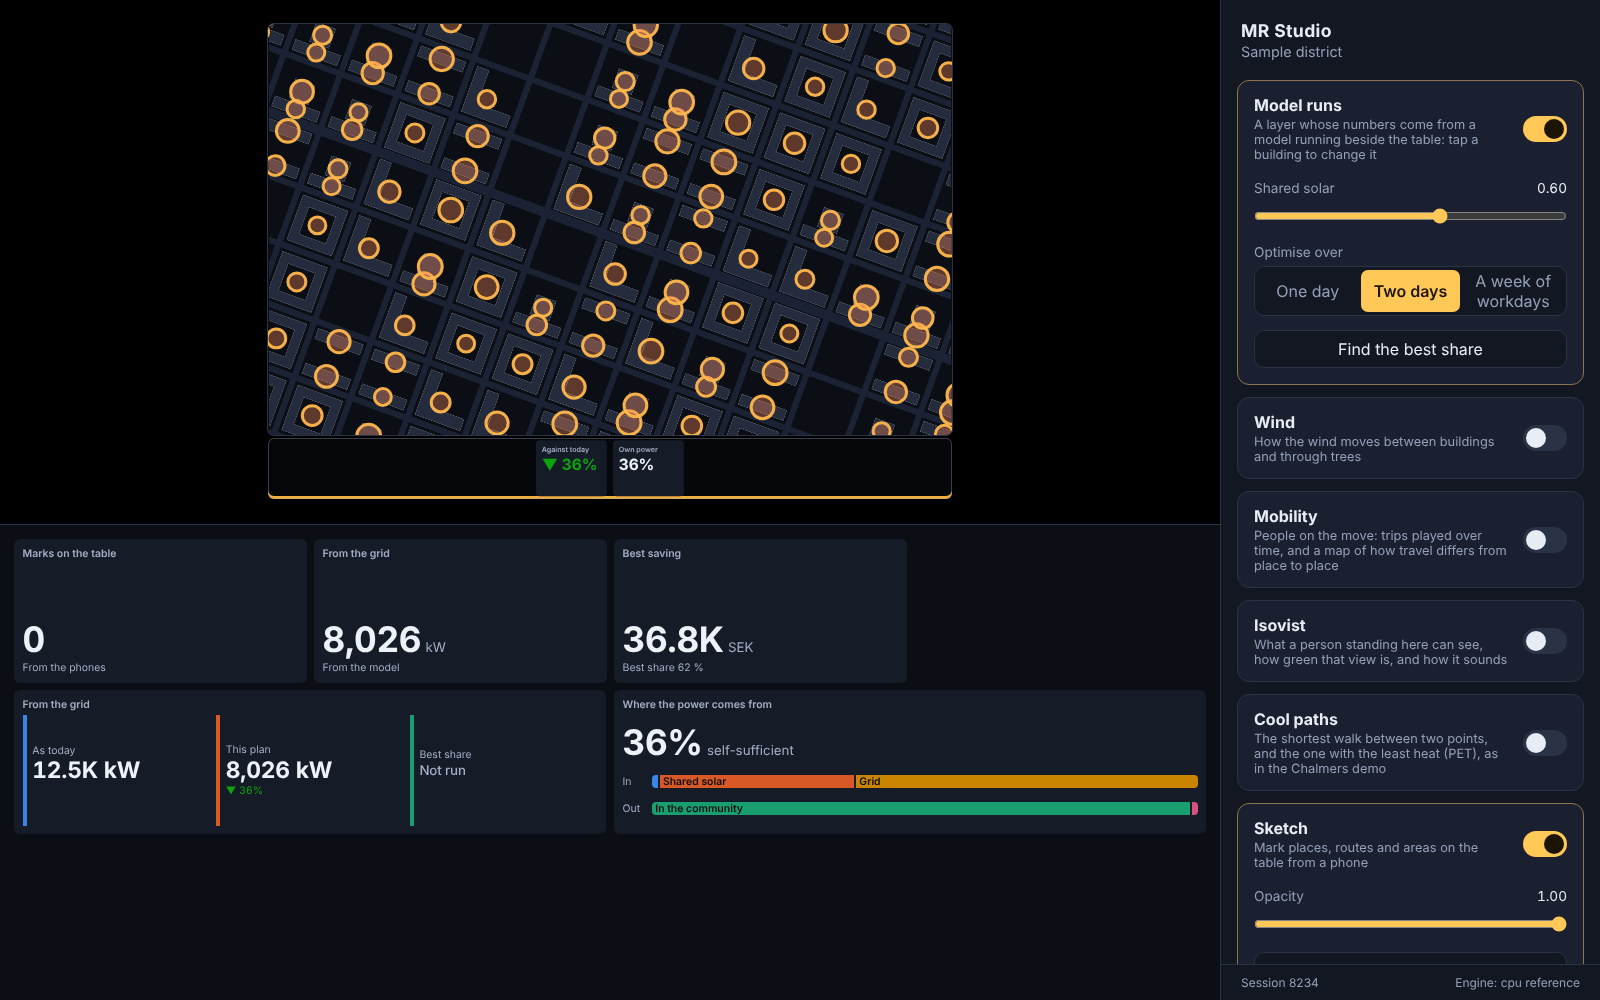 MR Studio
Sample district
Model runs
A layer whose numbers come from a
model running beside the table: tap a
building to change it
Shared solar
0.60
Optimise over
One day
Two days
A week of
workdays
Find the best share
Wind
How the wind moves between buildings
and through trees
Mobility
People on the move: trips played over
time, and a map of how travel differs from
place to place
Isovist
What a person standing here can see,
how green that view is, and how it sounds
Cool paths
The shortest walk between two points,
and the one with the least heat (PET), as
in the Chalmers demo
Sketch
Mark places, routes and areas on the
table from a phone
Opacity
1.00
Session 8234
Engine: cpu reference
Against today
▼ 36%
Own power
36%
Marks on the table
0
From the phones
From the grid
8,026 kW
From the model
Best saving
36.8K SEK
Best share 62 %
From the grid
As today
12.5K kW
This plan
8,026 kW
▼ 36%
Best share
Not run
Where the power comes from
36% self-sufficient
In
Shared solar
Grid
Out
In the community